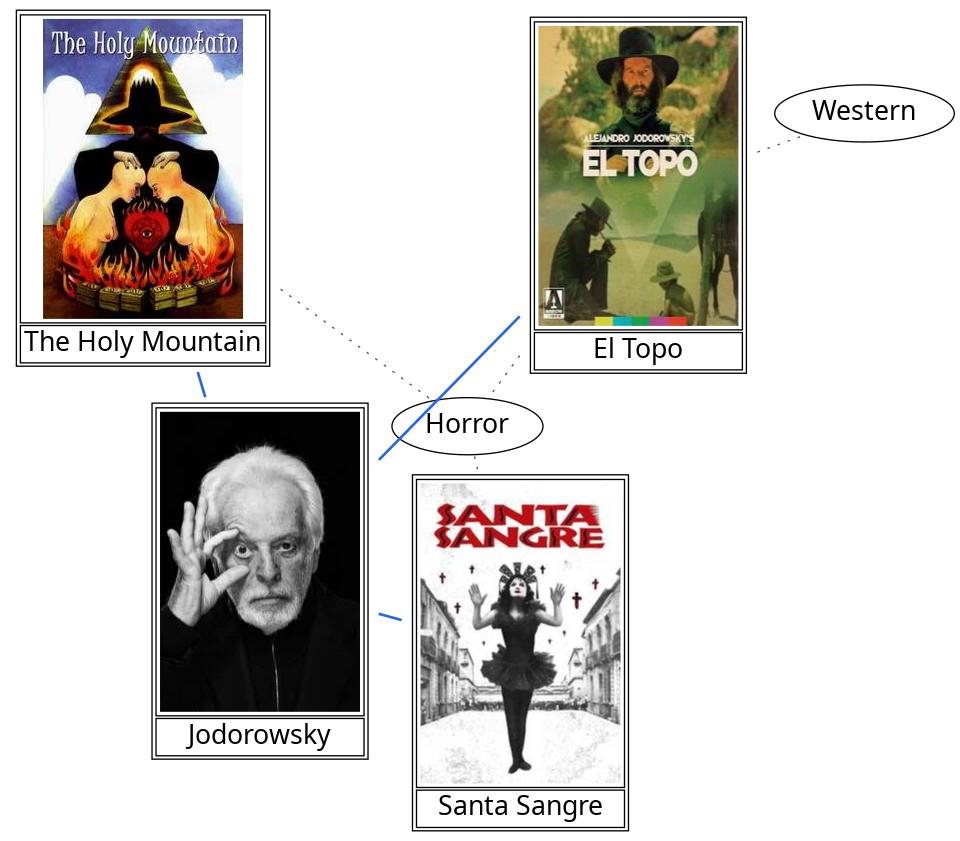 The Holy Mountain
The Holy Mountain
ALEJANDRO JODOROWSKY'S
EL TOPO
A
ARROW
El Topo
Western
Horror
Jodorowsky
SANTA
SANGRE
Santa Sangre